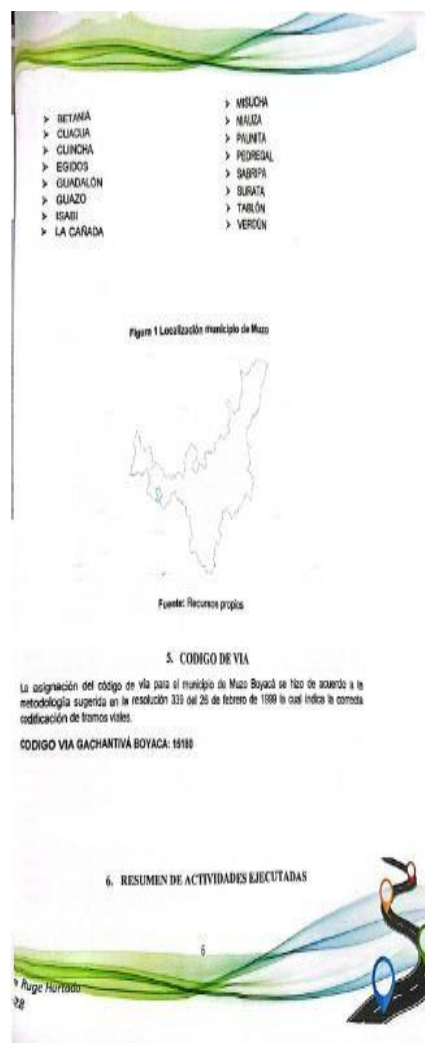 ➤ BETANIA
➤ CUACUA
➤ CUINCHA
➤ EGIDOS
➤ GUADALÓN
➤ GUAZO
➤ ISABI
➤ LA CAÑADA
➤ MISUCHA
➤ NIAUZA
➤ PAUNITA
➤ PEDREGAL
➤ SABRIPA
➤ SURATA
➤ TABLÓN
➤ VERDÚN
Figura 1 Localización municipio de Muzo
Fuente: Recursos propios
5. CODIGO DE VIA
La asignación del código de vía para el municipio de Muzo Boyacá se hizo de acuerdo a la
metodología sugerida en la resolución 339 del 26 de febrero de 1999 la cual indica la correcta
codificación de tramos viales.
CODIGO VIA GACHANTIVÁ BOYACA: 15180
6. RESUMEN DE ACTIVIDADES EJECUTADAS
6
Ruge Hurtado
28